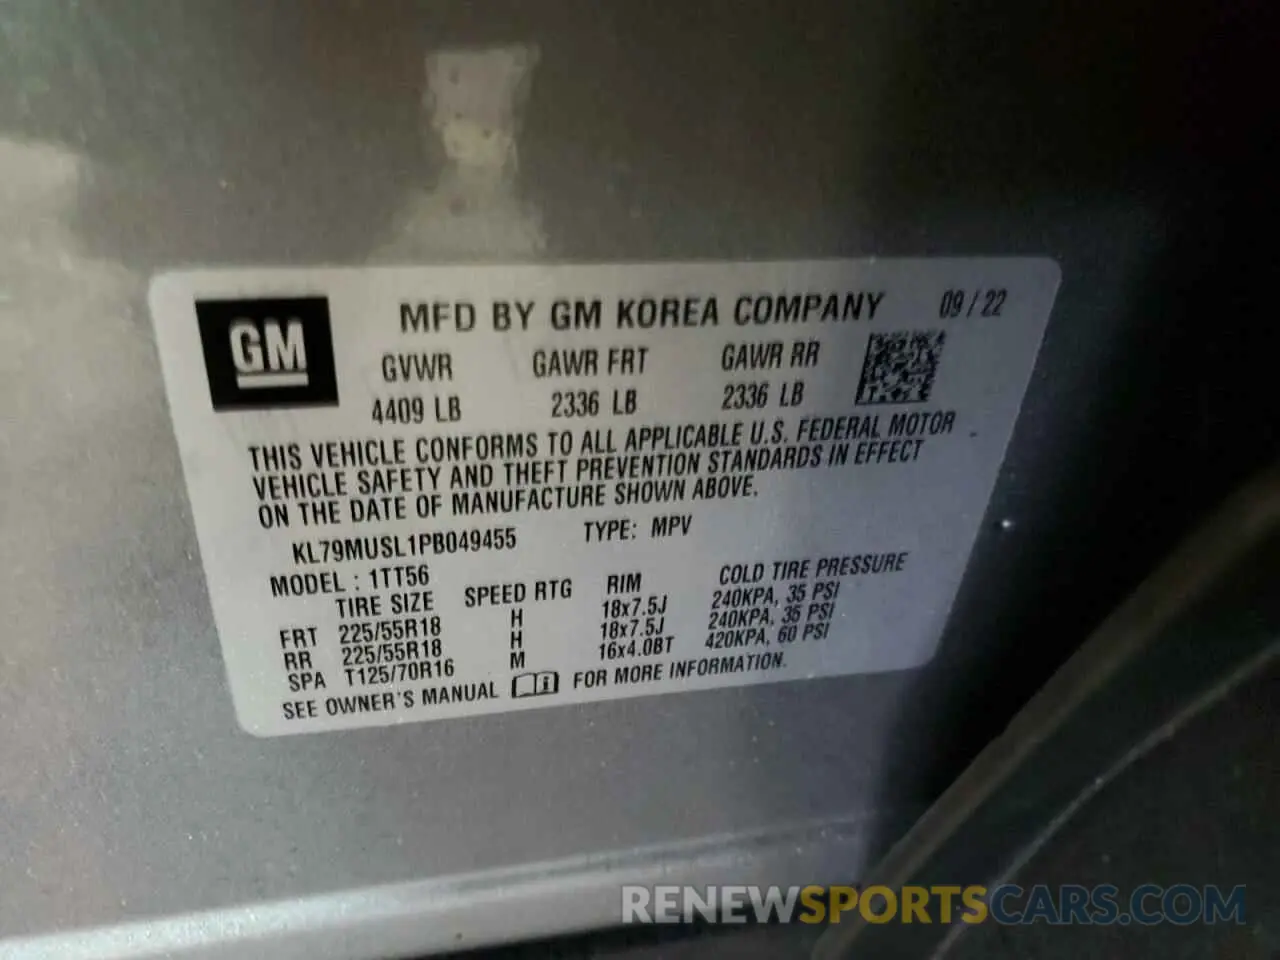 GM
MFD BY GM KOREA COMPANY 09/22
GVWR GAWR FRT GAWR RR
4409 LB 2336 LB 2336 LB
THIS VEHICLE CONFORMS TO ALL APPLICABLE U.S. FEDERAL MOTOR
VEHICLE SAFETY AND THEFT PREVENTION STANDARDS IN EFFECT
ON THE DATE OF MANUFACTURE SHOWN ABOVE.
KL79MUSL1PB049455 TYPE: MPV
MODEL : 1TT56
TIRE SIZE SPEED RTG RIM COLD TIRE PRESSURE
FRT 225/55R18 H 18x7.5J 240KPA, 35 PSI
RR 225/55R18 H 18x7.5J 240KPA, 35 PSI
SPA T125/70R16 M 16x4.0BT 420KPA, 60 PSI
SEE OWNER'S MANUAL i FOR MORE INFORMATION.
RENEWSPORTSCARS.COM